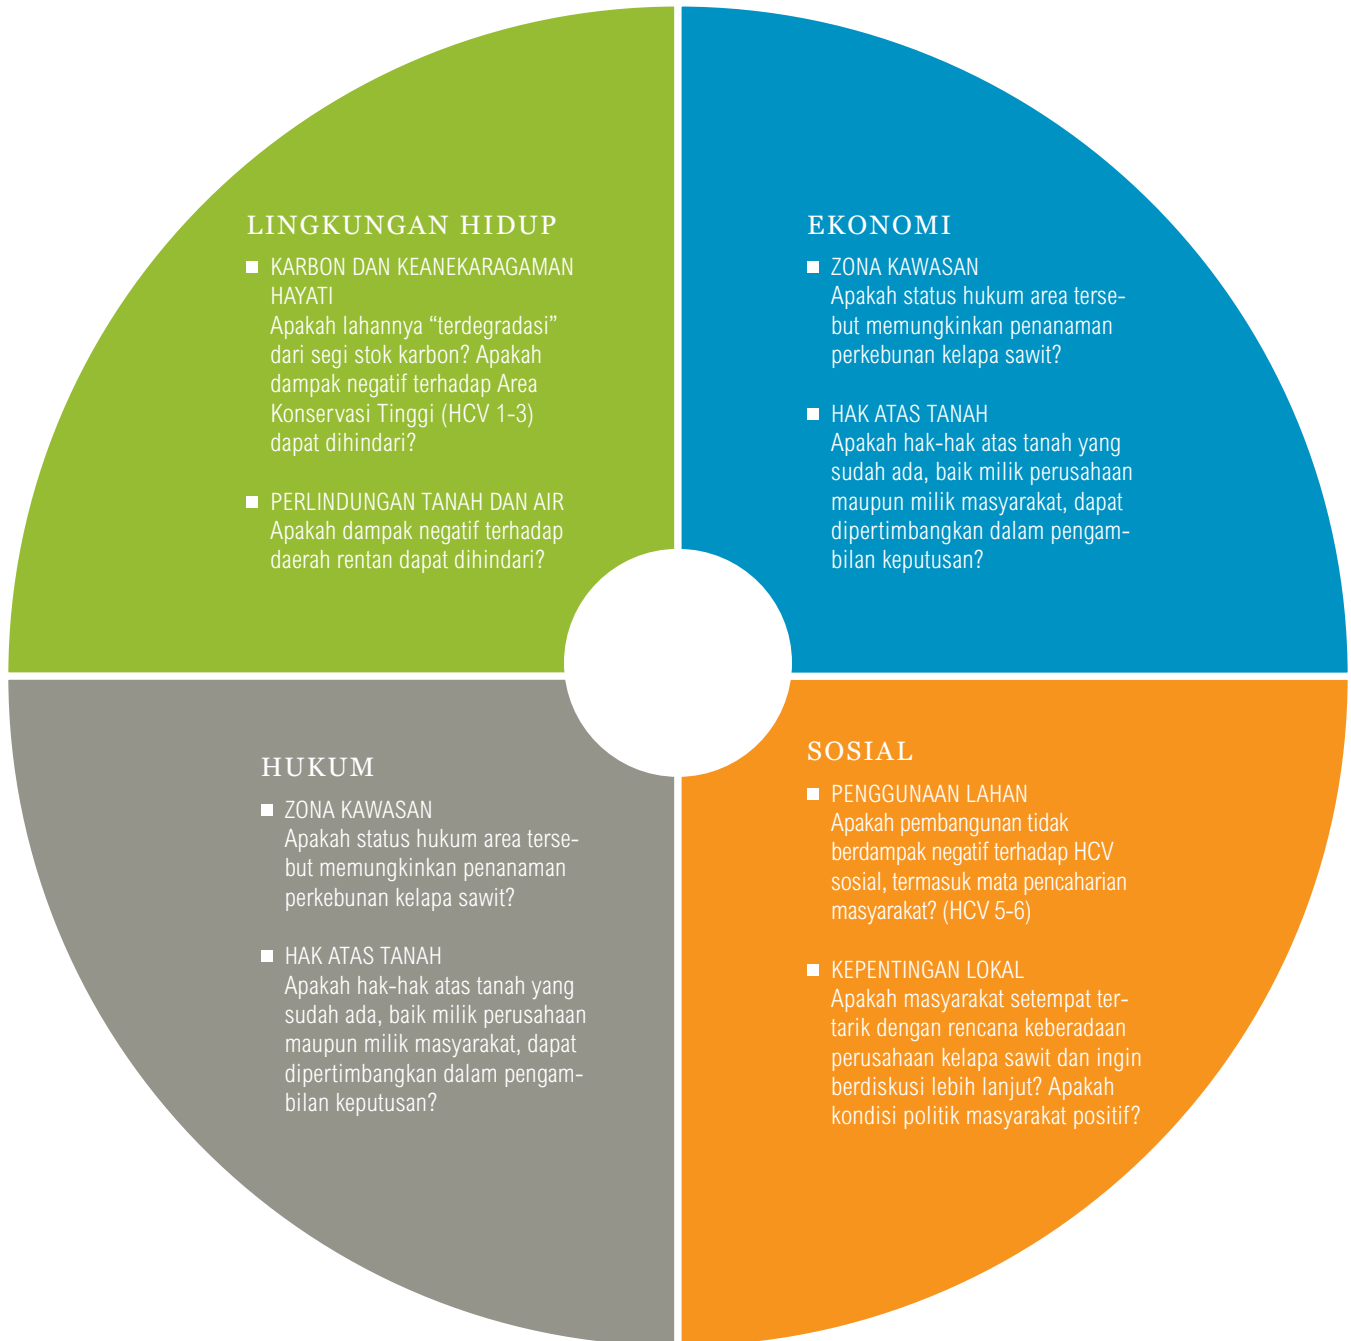 LINGKUNGAN HIDUP
KARBON DAN KEANEKARAGAMAN
HAYATI
Apakah lahannya “terdegradasi”
dari segi stok karbon? Apakah
dampak negatif terhadap Area
Konservasi Tinggi (HCV 1-3)
dapat dihindari?
PERLINDUNGAN TANAH DAN AIR
Apakah dampak negatif terhadap
daerah rentan dapat dihindari?
EKONOMI
ZONA KAWASAN
Apakah status hukum area terse-
but memungkinkan penanaman
perkebunan kelapa sawit?
HAK ATAS TANAH
Apakah hak-hak atas tanah yang
sudah ada, baik milik perusahaan
maupun milik masyarakat, dapat
dipertimbangkan dalam pengam-
bilan keputusan?
HUKUM
ZONA KAWASAN
Apakah status hukum area terse-
but memungkinkan penanaman
perkebunan kelapa sawit?
HAK ATAS TANAH
Apakah hak-hak atas tanah yang
sudah ada, baik milik perusahaan
maupun milik masyarakat, dapat
dipertimbangkan dalam pengam-
bilan keputusan?
SOSIAL
PENGGUNAAN LAHAN
Apakah pembangunan tidak
berdampak negatif terhadap HCV
sosial, termasuk mata pencaharian
masyarakat? (HCV 5-6)
KEPENTINGAN LOKAL
Apakah masyarakat setempat ter-
tarik dengan rencana keberadaan
perusahaan kelapa sawit dan ingin
berdiskusi lebih lanjut? Apakah
kondisi politik masyarakat positif?